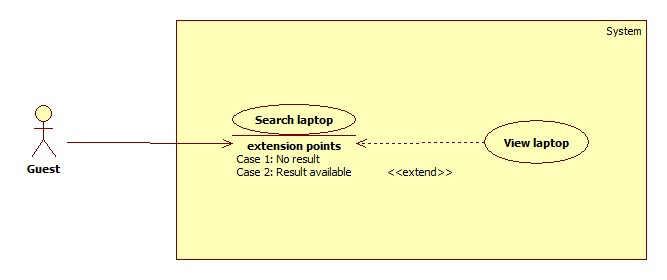 System
Search laptop
extension points
Case 1: No result
Case 2: Result available
<<extend>>
View laptop
Guest